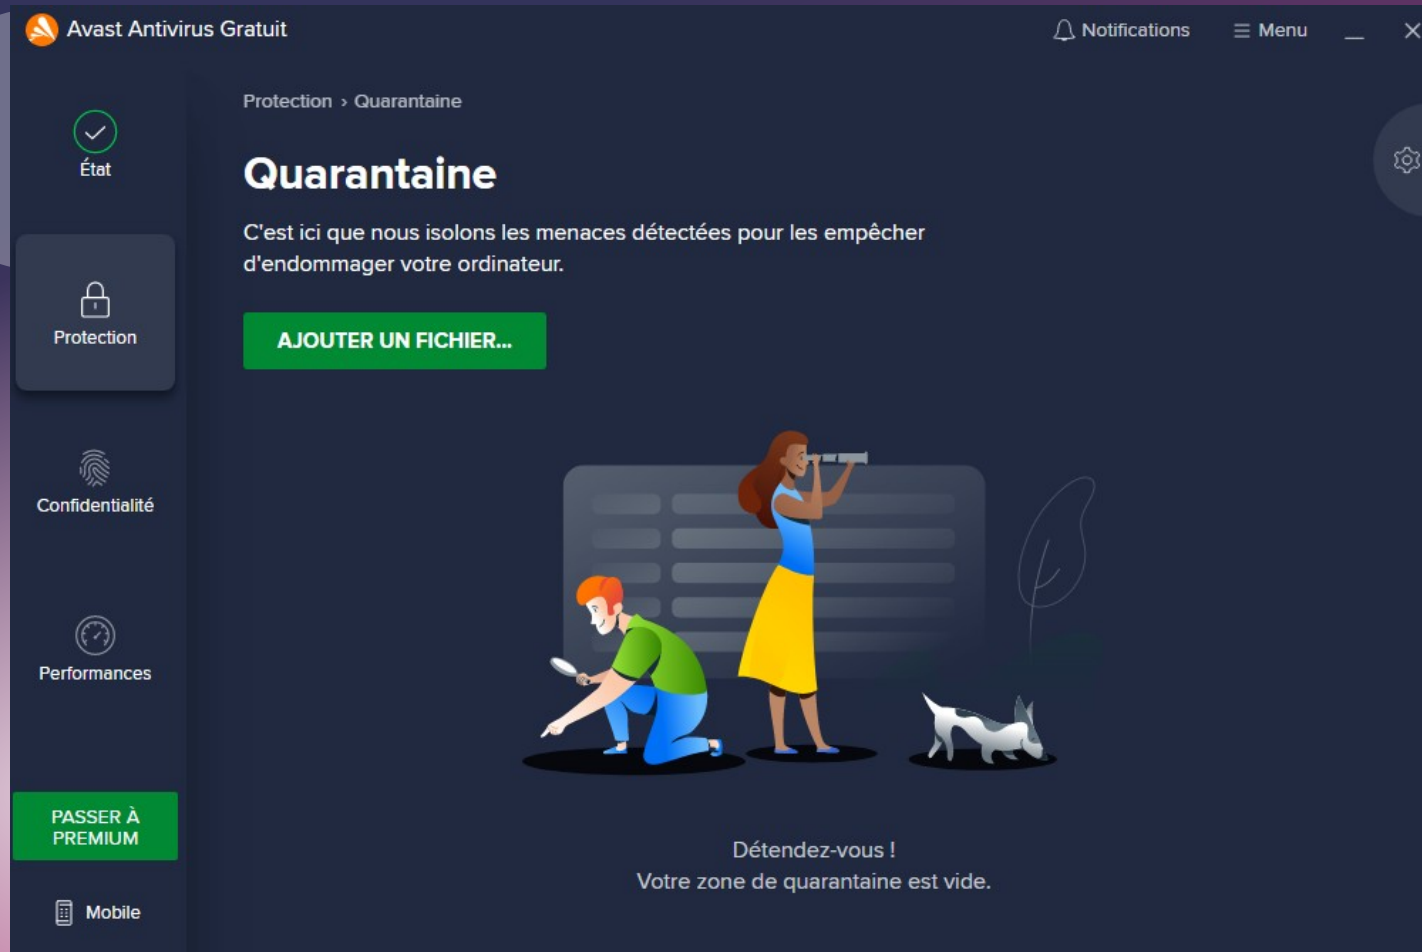 Avast Antivirus Gratuit
Notifications
Menu
État
Protection
Confidentialité
Performances
PASSER À
PREMIUM
Mobile
Protection › Quarantaine
Quarantaine
C'est ici que nous isolons les menaces détectées pour les empêcher
d'endommager votre ordinateur.
AJOUTER UN FICHIER...
Détendez-vous !
Votre zone de quarantaine est vide.